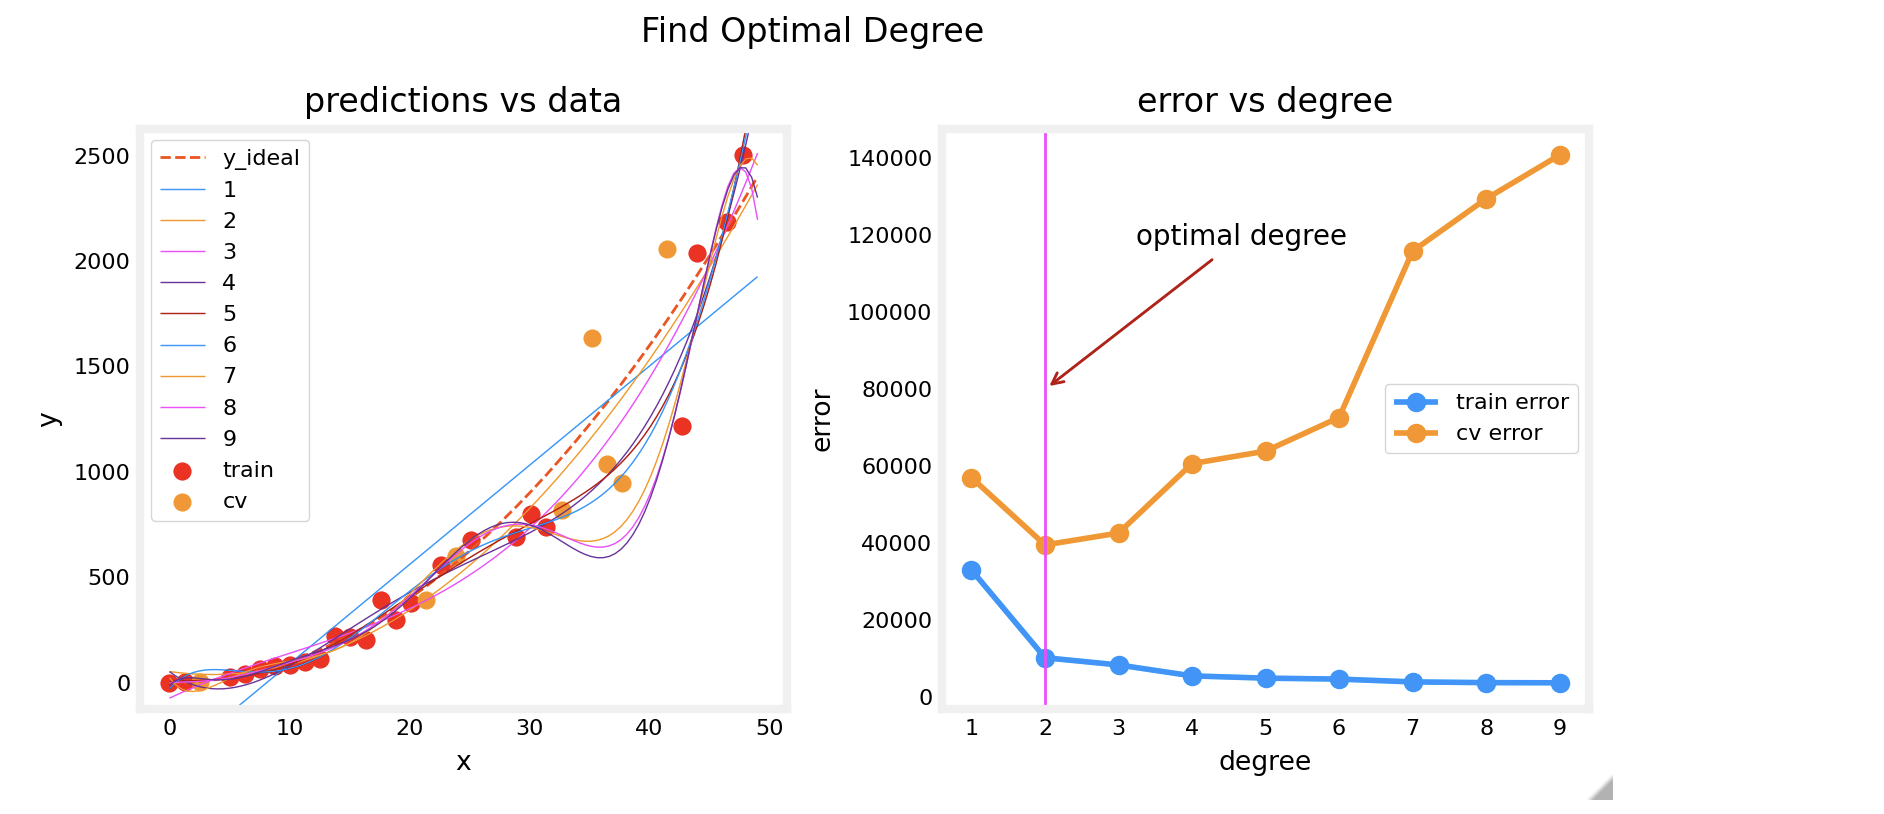 Find Optimal Degree
predictions vs data
2500
2000
1500
1000
500
0
y
y_ideal
1
2
3
4
5
6
7
8
9
train
cv
0 10 20 30 40 50
x
error vs degree
140000
120000
100000
80000
60000
40000
20000
0
error
optimal degree
train error
cv error
1 2 3 4 5 6 7 8 9
degree